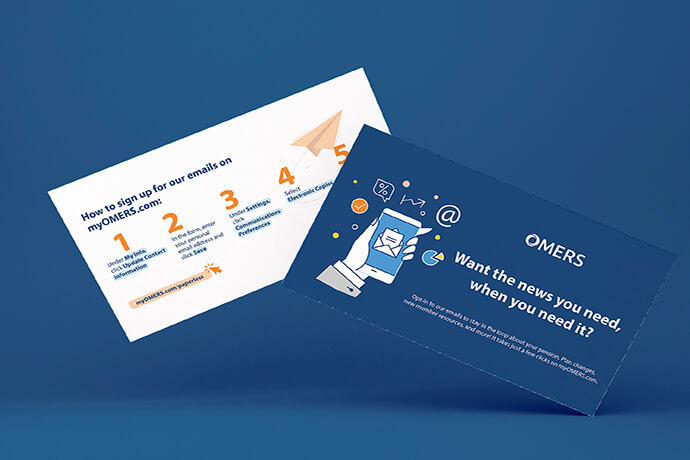 How to sign up for our emails on
myOMERS.com:
1
Under My Info,
click Update Contact
Information
2
In the form, enter
your personal
email address and
click Save
3
Under Settings,
click
Communications
Preferences
4
Select
Electronic Copies
5
myOMERS.com/paperless
%
@
OMERS
Want the news you need,
when you need it?
Opt-in to our emails to stay in the loop about your pension. Plan changes,
new member resources, and more! It takes just a few clicks on myOMERS.com.